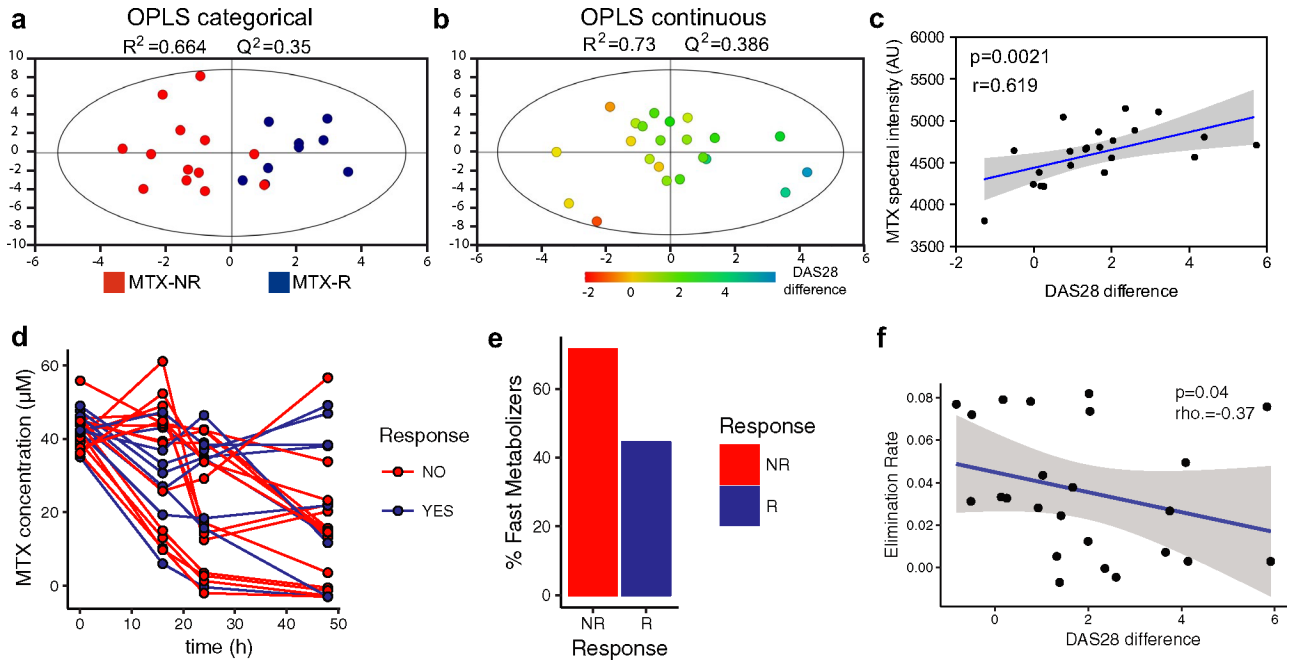 a
OPLS categorical
R²=0.664 Q²=0.35
10
8
6
4
2
0
-2
-4
-6
-8
-10
-6 -4 -2 0 2 4 6
MTX-NR MTX-R
b
OPLS continuous
R²=0.73 Q²=0.386
10
8
6
4
2
0
-2
-4
-6
-8
-10
-6 -4 -2 0 2 4 6
-2 0 2 4
DAS28
difference
c
p=0.0021
r=0.619
MTX spectral intensity (AU)
6000
5500
5000
4500
4000
3500
-2 0 2 4 6
DAS28 difference
d
MTX concentration (µM)
60
40
20
0
0 10 20 30 40 50
time (h)
Response
NO
YES
e
% Fast Metabolizers
60
40
20
0
NR R
Response
Response
NR
R
f
p=0.04
rho.=-0.37
Elimination Rate
0.08
0.06
0.04
0.02
0.00
0 2 4 6
DAS28 difference